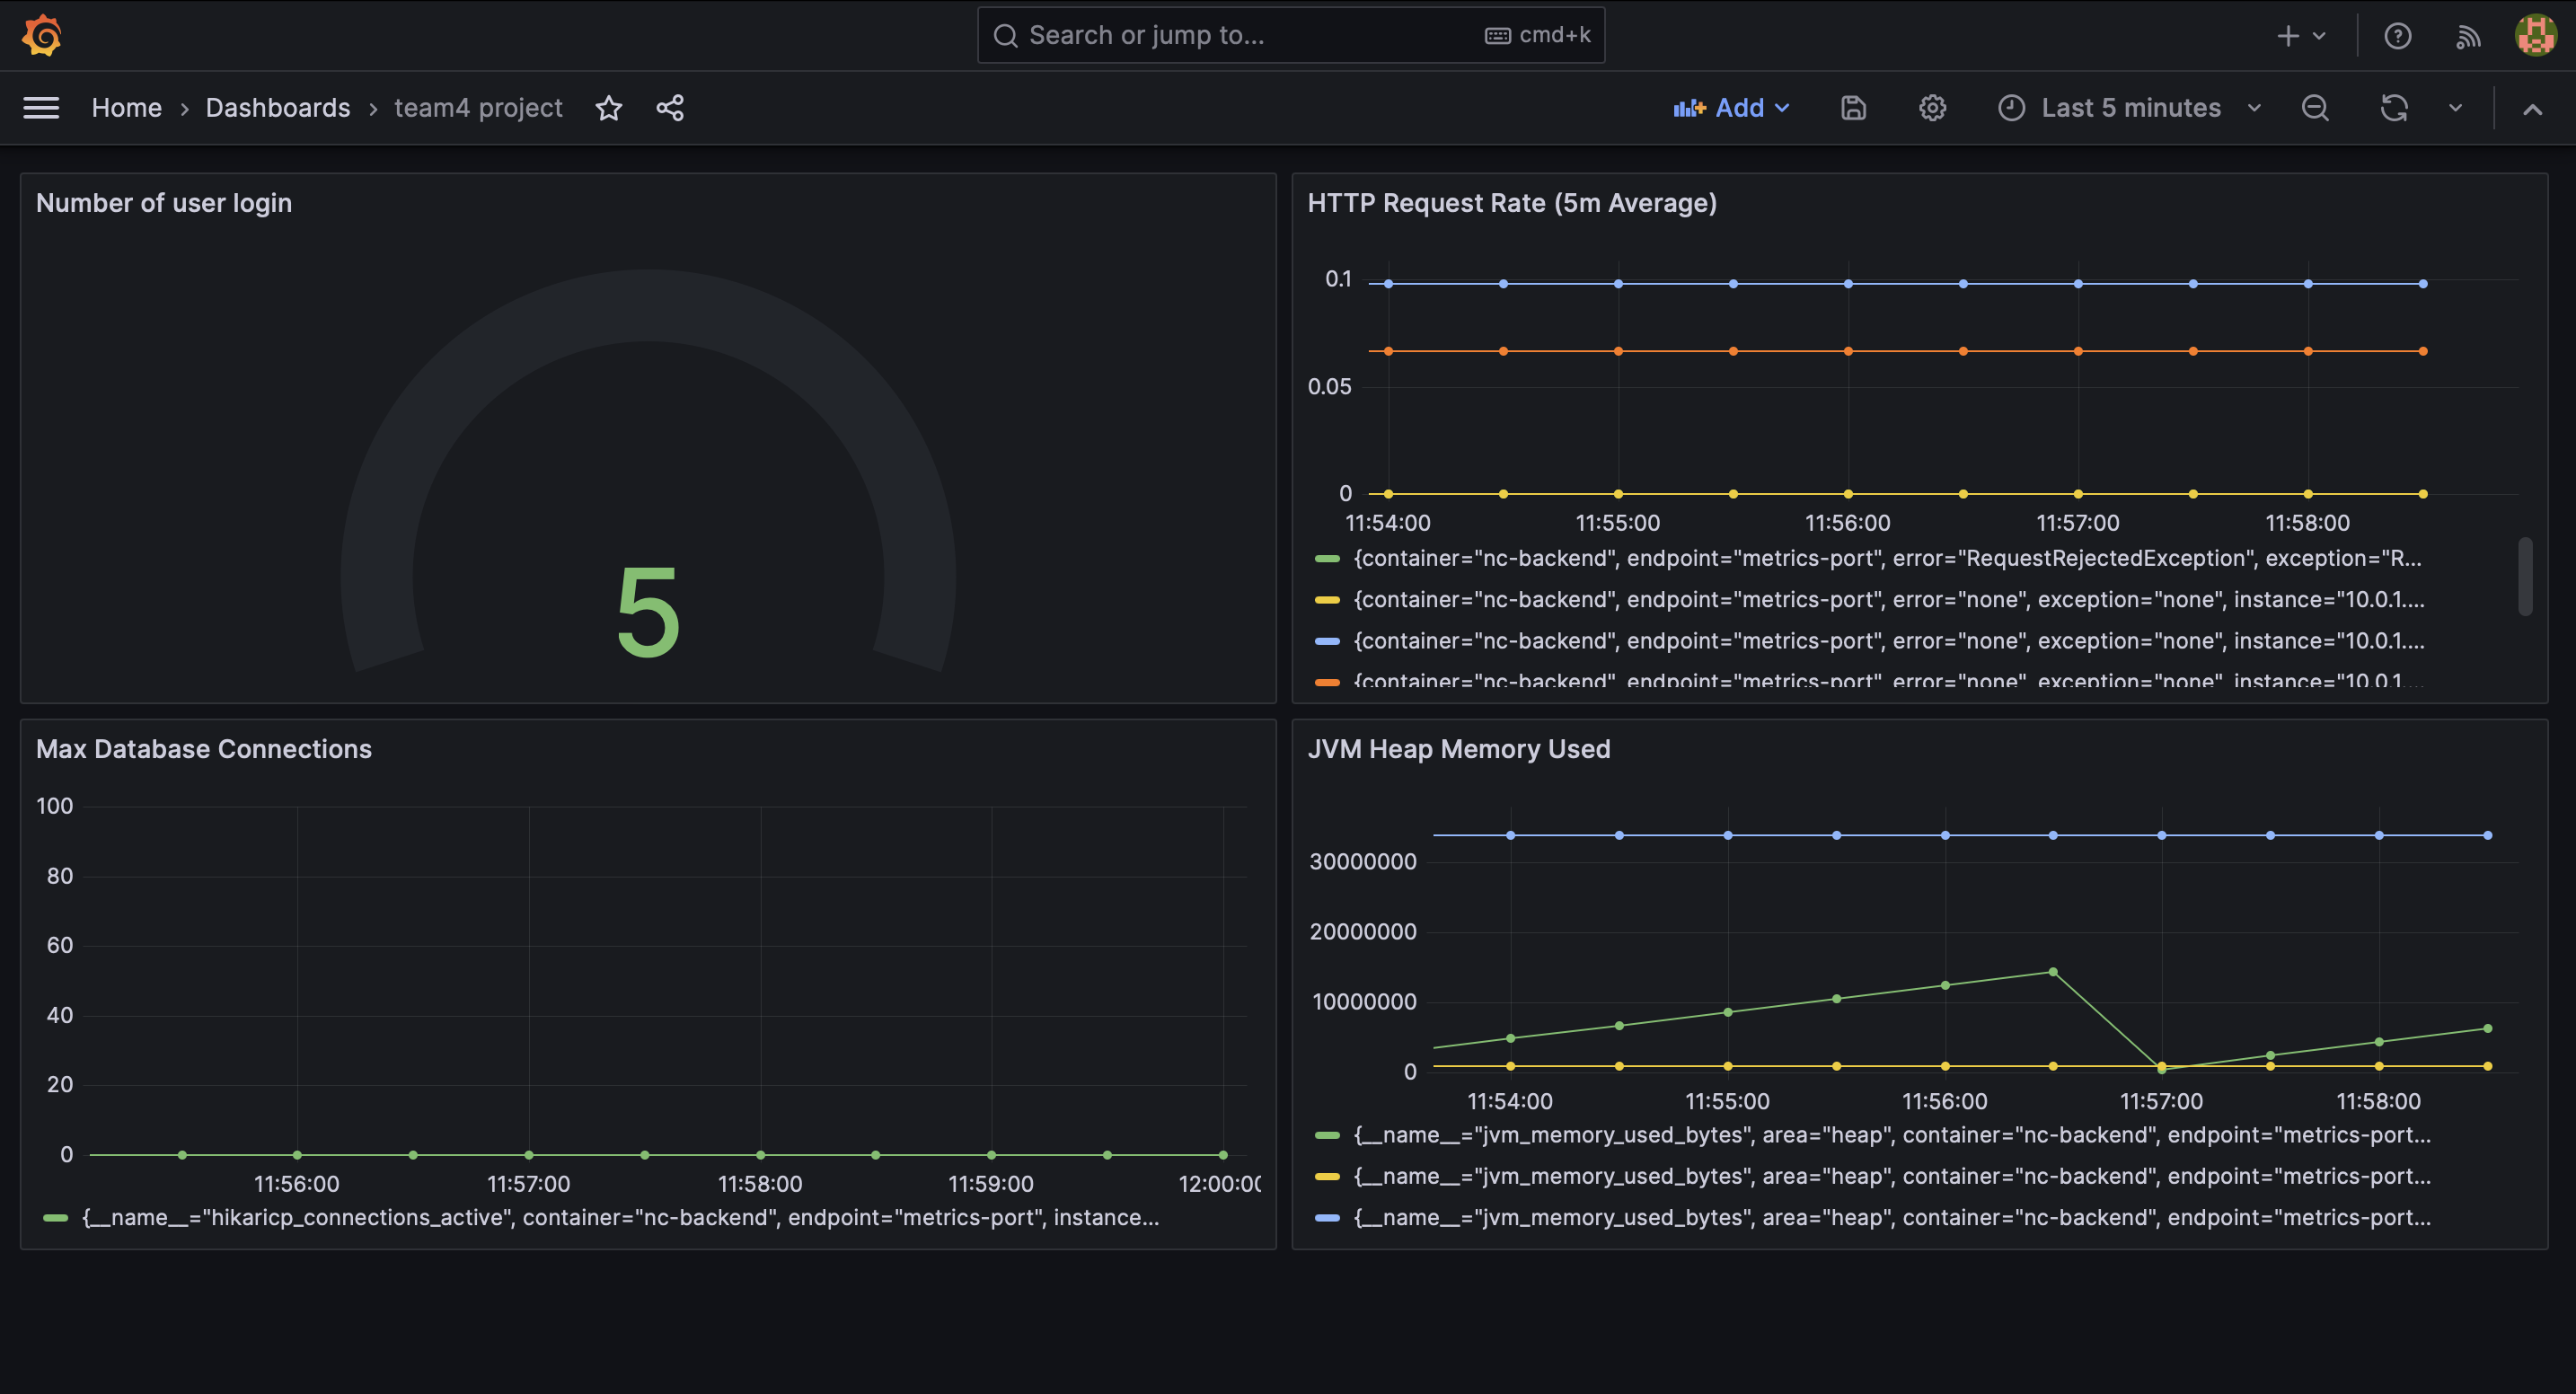 Search or jump to...
cmd+k
Home
Dashboards
team4 project
Add
Last 5 minutes
Number of user login
5
HTTP Request Rate (5m Average)
0.1
0.05
0
11:54:00 11:55:00 11:56:00 11:57:00 11:58:00
{container="nc-backend", endpoint="metrics-port", error="RequestRejectedException", exception="R...
{container="nc-backend", endpoint="metrics-port", error="none", exception="none", instance="10.0.1....
{container="nc-backend", endpoint="metrics-port", error="none", exception="none", instance="10.0.1....
{container="nc-backend", endpoint="metrics-port", error="none", exception="none", instance="10.0.1....
Max Database Connections
100
80
60
40
20
0
11:56:00 11:57:00 11:58:00 11:59:00 12:00:00
{__name__="hikaricp_connections_active", container="nc-backend", endpoint="metrics-port", instance...
JVM Heap Memory Used
30000000
20000000
10000000
0
11:54:00 11:55:00 11:56:00 11:57:00 11:58:00
{__name__="jvm_memory_used_bytes", area="heap", container="nc-backend", endpoint="metrics-port...
{__name__="jvm_memory_used_bytes", area="heap", container="nc-backend", endpoint="metrics-port...
{__name__="jvm_memory_used_bytes", area="heap", container="nc-backend", endpoint="metrics-port...